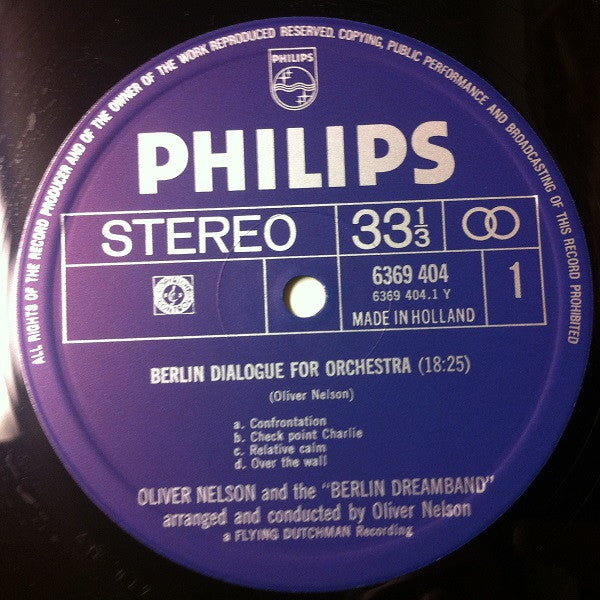 ALL RIGHTS OF THE RECORD PRODUCER AND OF THE OWNER OF THE WORK REPRODUCED RESERVED. COPYING, PUBLIC PERFORMANCE AND BROADCASTING OF THIS RECORD PROHIBITED
PHILIPS
PHILIPS
STEREO 33 1/3
6369 404
6369 404.1 Y
MADE IN HOLLAND
1
BERLIN DIALOGUE FOR ORCHESTRA (18:25)
(Oliver Nelson)
a. Confrontation
b. Check point Charlie
c. Relative calm
d. Over the wall
OLIVER NELSON and the "BERLIN DREAMBAND"
arranged and conducted by Oliver Nelson
a FLYING DUTCHMAN Recording